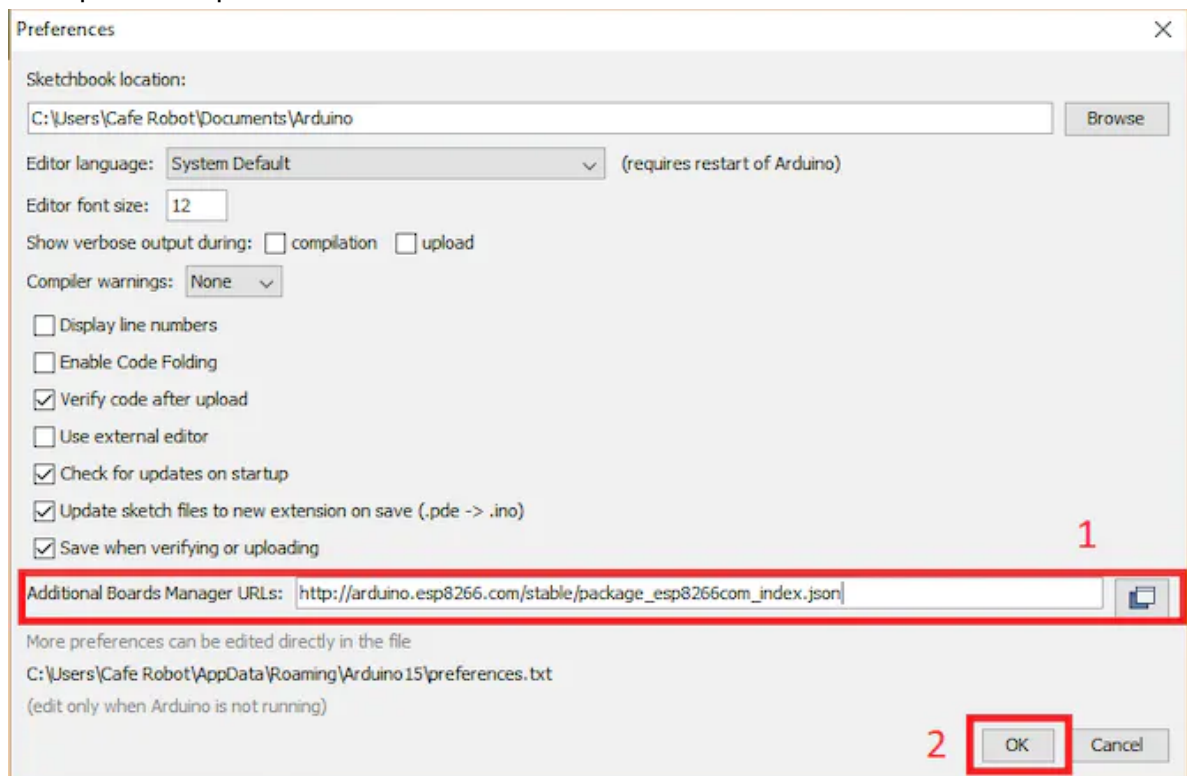 Preferences
Sketchbook location:
C:\Users\Cafe Robot\Documents\Arduino Browse
Editor language: System Default (requires restart of Arduino)
Editor font size: 12
Show verbose output during: compilation upload
Compiler warnings: None
Display line numbers
Enable Code Folding
Verify code after upload
Use external editor
Check for updates on startup
Update sketch files to new extension on save (.pde -> .ino)
Save when verifying or uploading
1
Additional Boards Manager URLs: http://arduino.esp8266.com/stable/package_esp8266com_index.json
More preferences can be edited directly in the file
C:\Users\Cafe Robot\AppData\Roaming\Arduino15\preferences.txt
(edit only when Arduino is not running)
2 OK Cancel